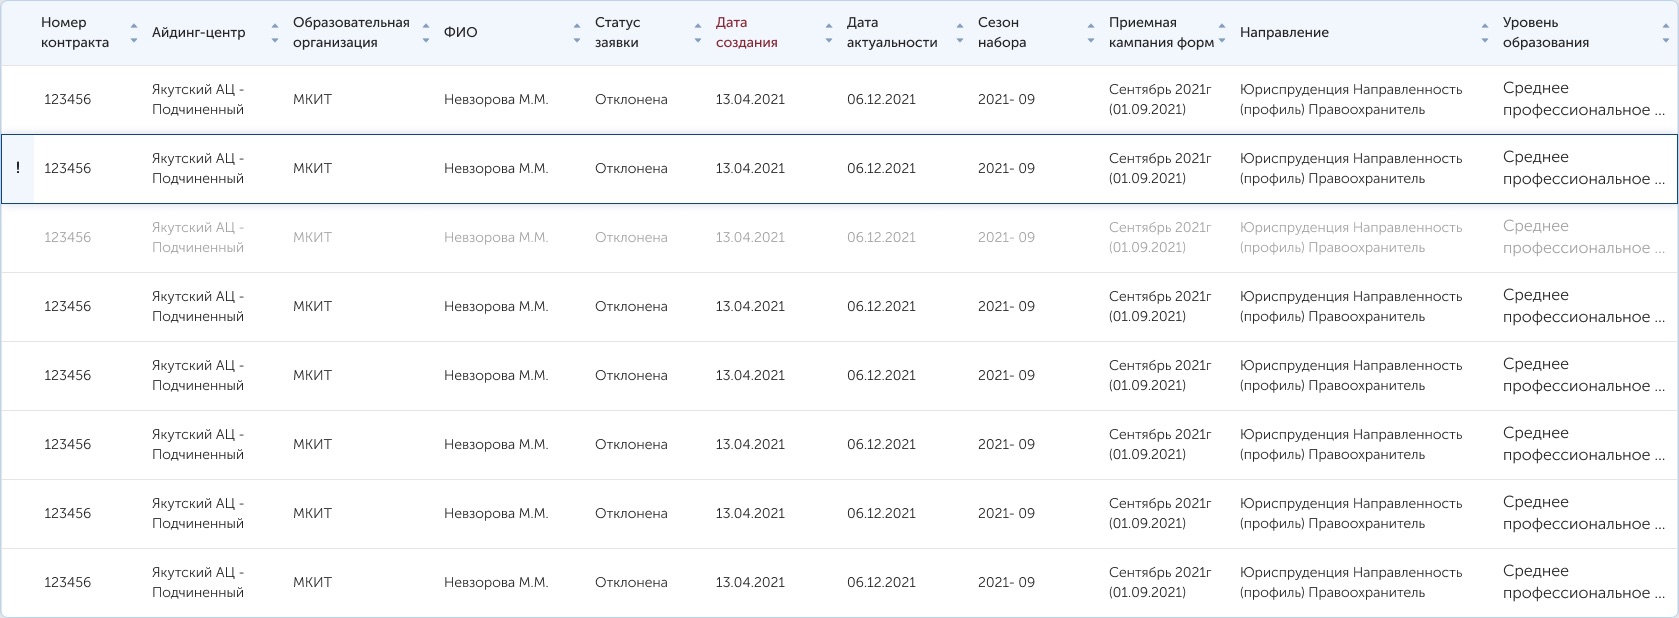 Номер контракта Айдинг-центр Образовательная организация ФИО Статус заявки Дата создания Дата актуальности Сезон набора Приемная кампания форм Направление Уровень образования
123456 Якутский АЦ - Подчиненный МКИТ Невзорова М.М. Отклонена 13.04.2021 06.12.2021 2021- 09 Сентябрь 2021г (01.09.2021) Юриспруденция Направленность (профиль) Правоохранитель Среднее профессиональное ...
! 123456 Якутский АЦ - Подчиненный МКИТ Невзорова М.М. Отклонена 13.04.2021 06.12.2021 2021- 09 Сентябрь 2021г (01.09.2021) Юриспруденция Направленность (профиль) Правоохранитель Среднее профессиональное ...
123456 Якутский АЦ - Подчиненный МКИТ Невзорова М.М. Отклонена 13.04.2021 06.12.2021 2021- 09 Сентябрь 2021г (01.09.2021) Юриспруденция Направленность (профиль) Правоохранитель Среднее профессиональное ...
123456 Якутский АЦ - Подчиненный МКИТ Невзорова М.М. Отклонена 13.04.2021 06.12.2021 2021- 09 Сентябрь 2021г (01.09.2021) Юриспруденция Направленность (профиль) Правоохранитель Среднее профессиональное ...
123456 Якутский АЦ - Подчиненный МКИТ Невзорова М.М. Отклонена 13.04.2021 06.12.2021 2021- 09 Сентябрь 2021г (01.09.2021) Юриспруденция Направленность (профиль) Правоохранитель Среднее профессиональное ...
123456 Якутский АЦ - Подчиненный МКИТ Невзорова М.М. Отклонена 13.04.2021 06.12.2021 2021- 09 Сентябрь 2021г (01.09.2021) Юриспруденция Направленность (профиль) Правоохранитель Среднее профессиональное ...
123456 Якутский АЦ - Подчиненный МКИТ Невзорова М.М. Отклонена 13.04.2021 06.12.2021 2021- 09 Сентябрь 2021г (01.09.2021) Юриспруденция Направленность (профиль) Правоохранитель Среднее профессиональное ...
123456 Якутский АЦ - Подчиненный МКИТ Невзорова М.М. Отклонена 13.04.2021 06.12.2021 2021- 09 Сентябрь 2021г (01.09.2021) Юриспруденция Направленность (профиль) Правоохранитель Среднее профессиональное ...